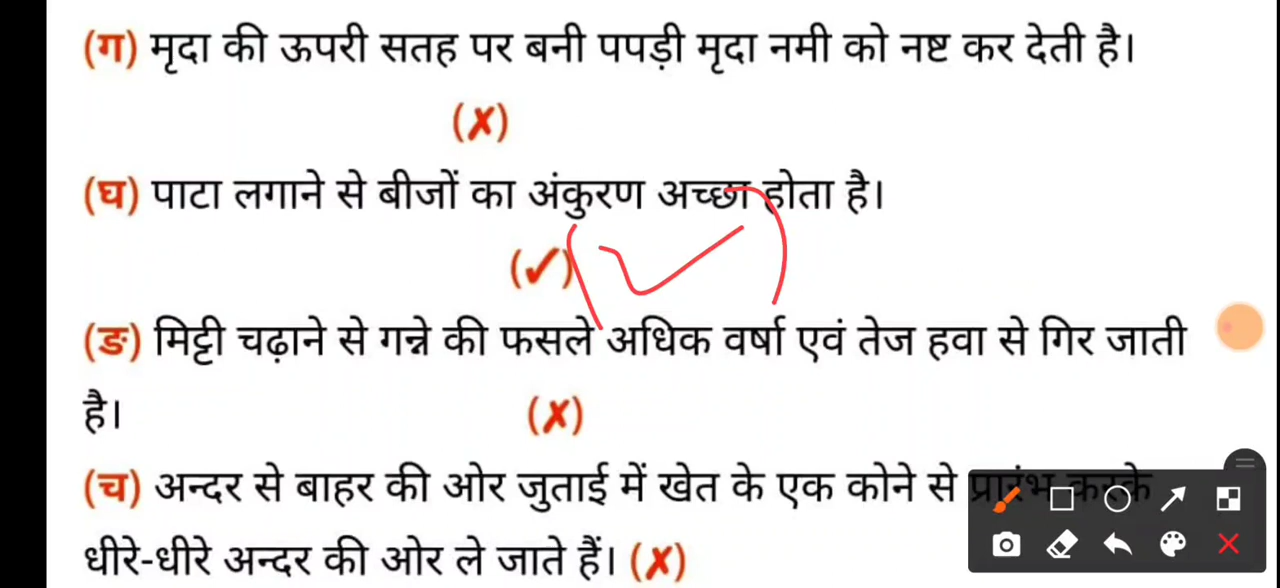 (ग) मृदा की ऊपरी सतह पर बनी पपड़ी मृदा नमी को नष्ट कर देती है।
(✗)
(घ) पाटा लगाने से बीजों का अंकुरण अच्छा होता है।
(✓)
(ङ) मिट्टी चढ़ाने से गन्ने की फसले अधिक वर्षा एवं तेज हवा से गिर जाती
है।
(✗)
(च) अन्दर से बाहर की ओर जुताई में खेत के एक कोने से प्रारंभ करके
धीरे-धीरे अन्दर की ओर ले जाते हैं। (✗)